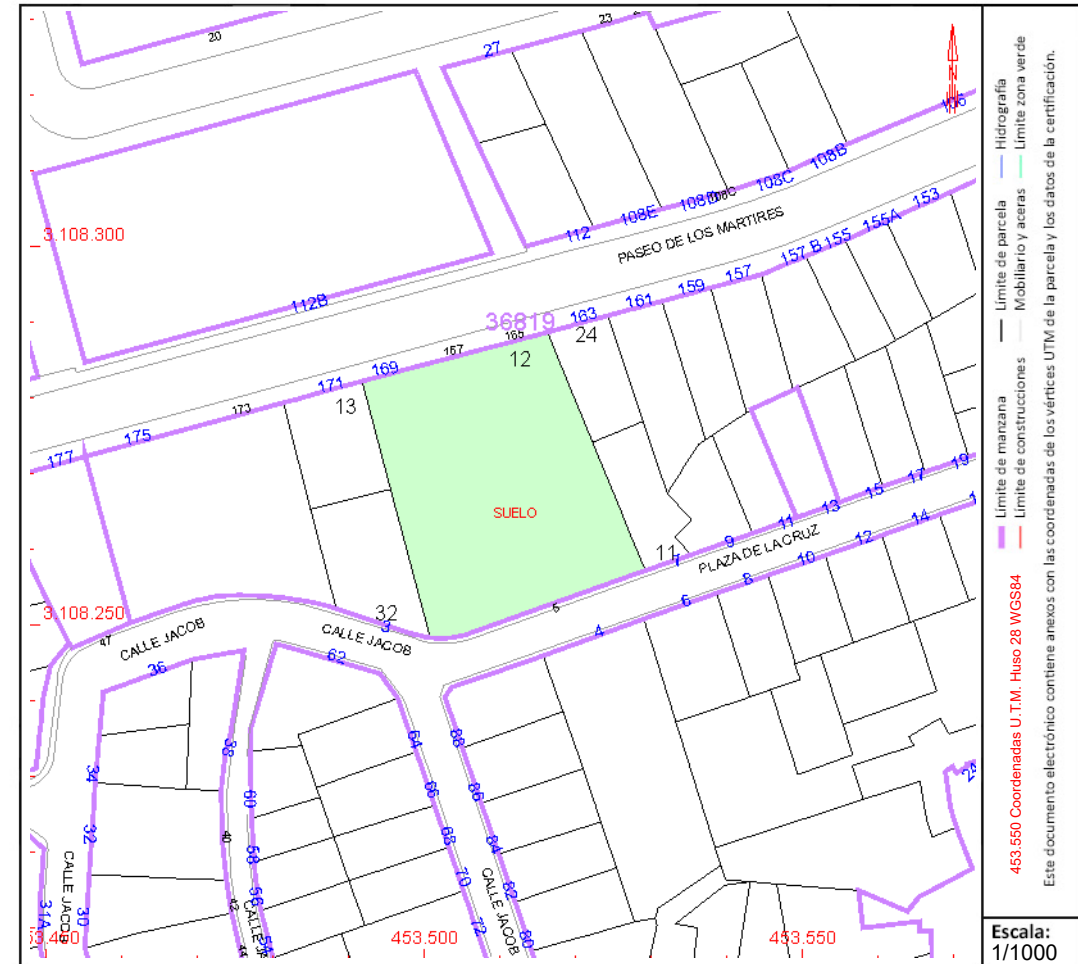 20
23
27
106
108B
108C
108C
108D
108E
112
PASEO DE LOS MARTIRES
3.108.300
153
155A
155
157 B
157
159
161
163
112B
36819
165
24
12
167
169
171
13
173
175
177
SUELO
19
17
15
13
11
9
7
11
PLAZA DE LA CRUZ
14
12
10
8
6
4
3.108.250
32
3
CALLE JACOB
CALLE JACOB
47
62
36
38
34
64
88
66
86
60
32
40
68
84
58
CALLE JACOB
70
82
56
CALLE JACOB
31A
30
42
54
72
80
CALLE
453.500
453.550
Límite de manzana
Límite de parcela
Hidrografía
Límite de construcciones
Mobiliario y aceras
Límite zona verde
453.550 Coordenadas U.T.M. Huso 28 WGS84
Este documento electrónico contiene anexos con las coordenadas de los vértices UTM de la parcela y los datos de la certificación.
Escala:
1/1000